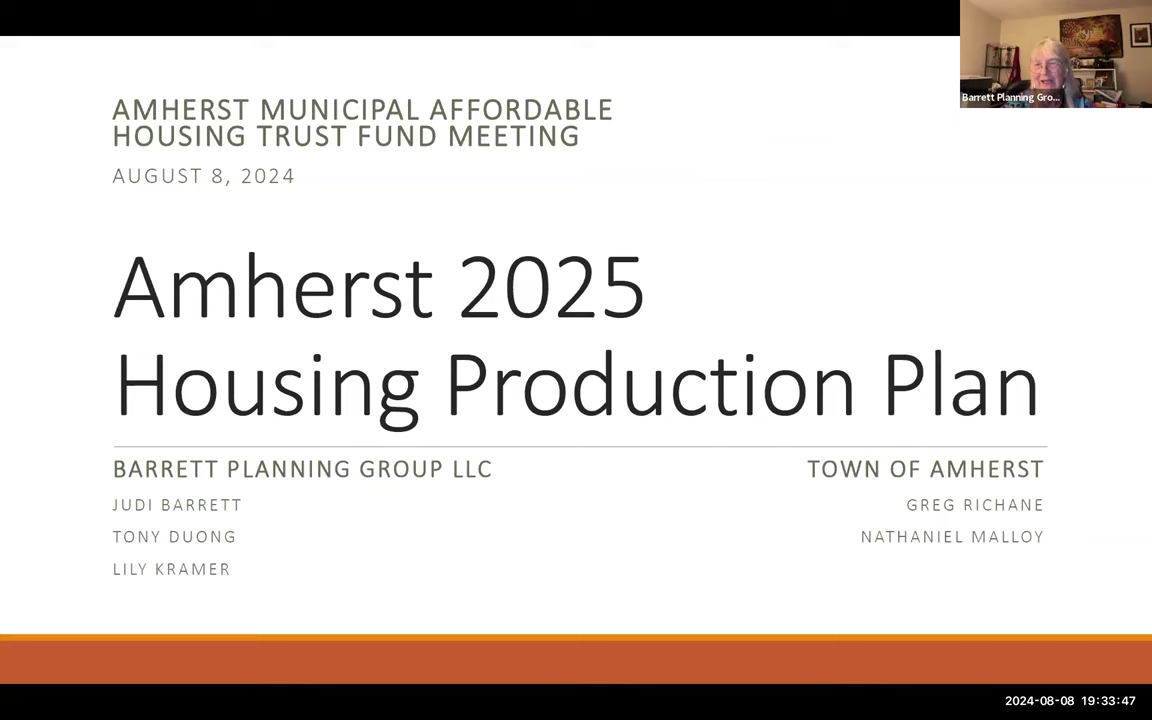 AMHERST MUNICIPAL AFFORDABLE
HOUSING TRUST FUND MEETING
AUGUST 8, 2024
Amherst 2025
Housing Production Plan
BARRETT PLANNING GROUP LLC
JUDI BARRETT
TONY DUONG
LILY KRAMER
TOWN OF AMHERST
GREG RICHANE
NATHANIEL MALLOY
Barrett Planning Gro...
2024-08-08 19:33:47